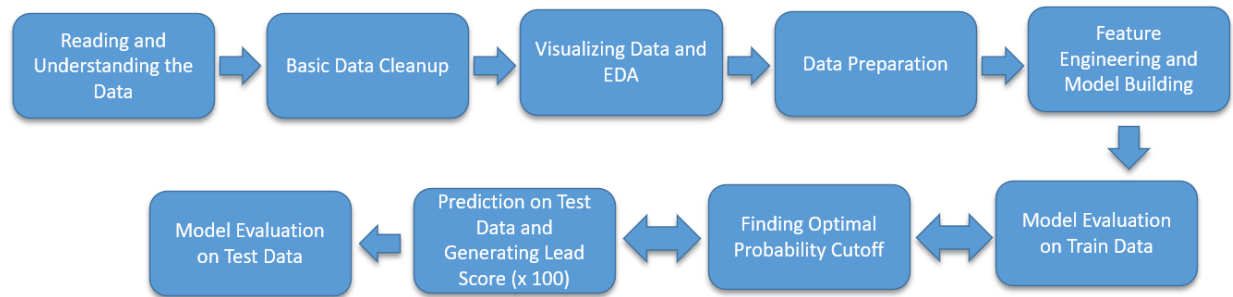 Reading and
Understanding the
Data
Basic Data Cleanup
Visualizing Data and
EDA
Data Preparation
Feature
Engineering and
Model Building
Model Evaluation
on Train Data
Finding Optimal
Probability Cutoff
Prediction on Test
Data and
Generating Lead
Score (x 100)
Model Evaluation
on Test Data